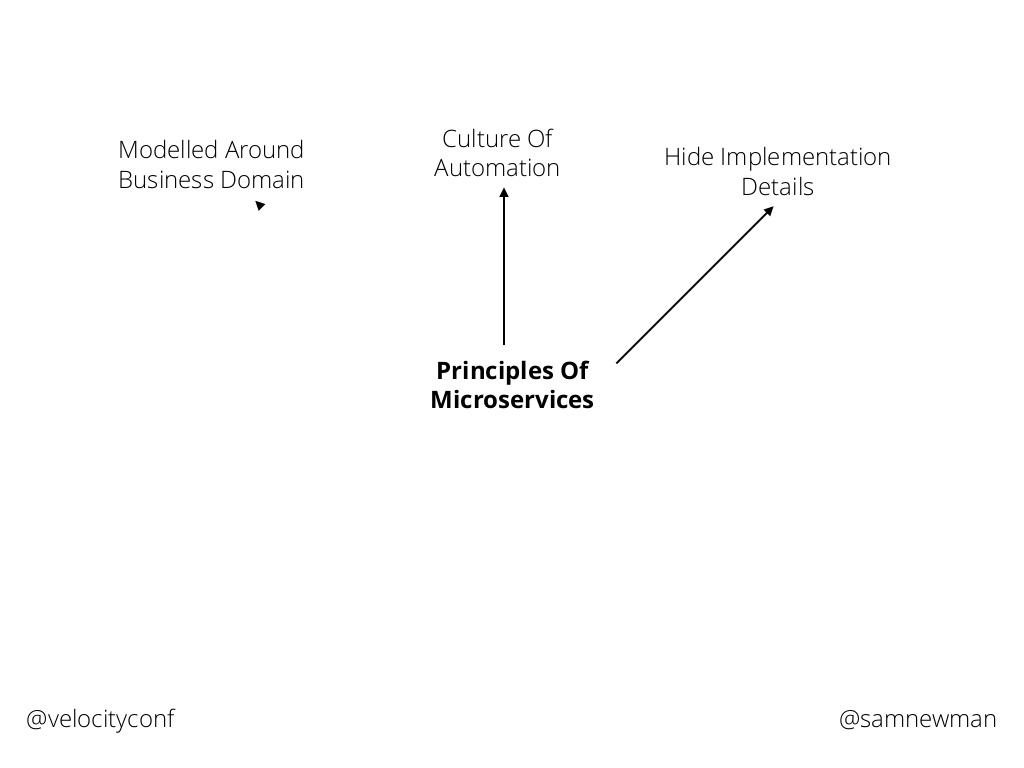 Modelled Around
Business Domain
Culture Of
Automation
Hide Implementation
Details
Principles Of
Microservices
@velocityconf
@samnewman